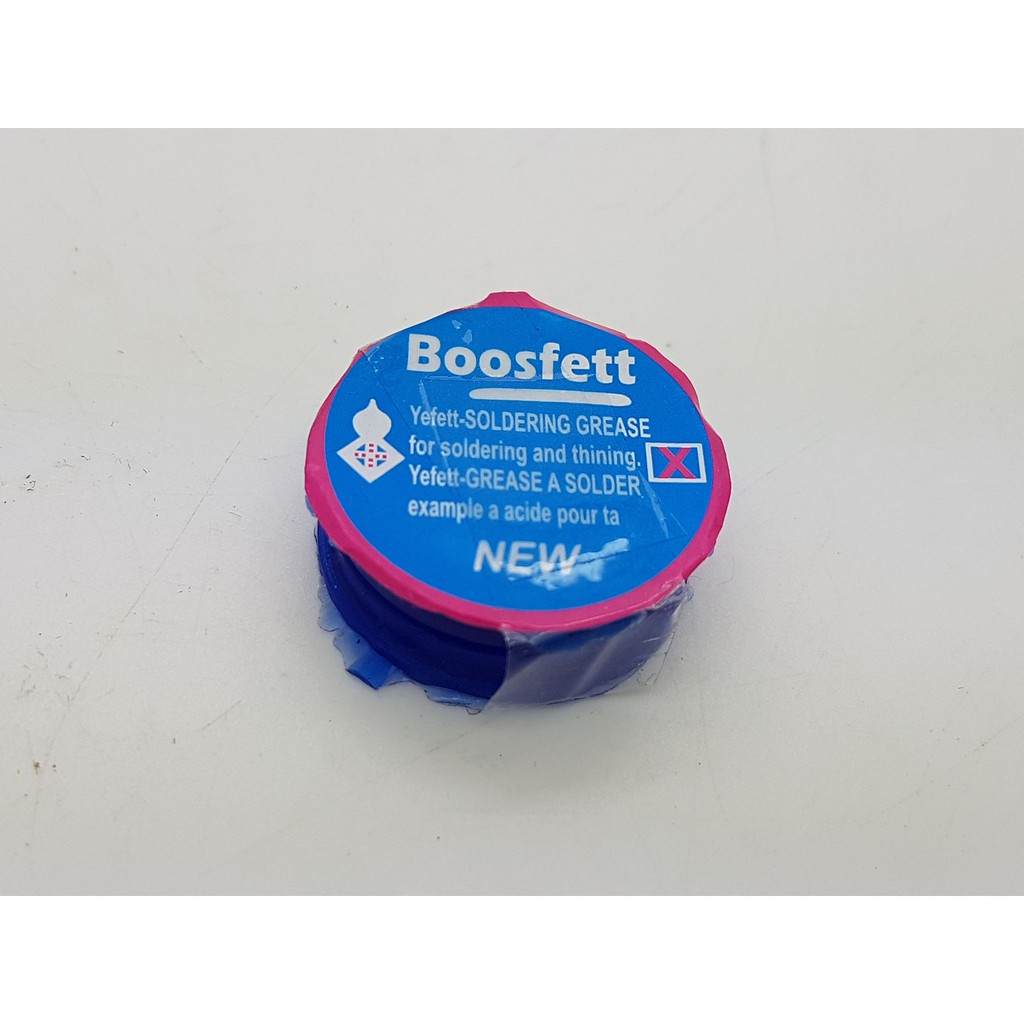 Boosfett
Yefett-SOLDERING GREASE
for soldering and thining.
X
Yefett-GREASE A SOLDER
example a acide pour ta
NEW